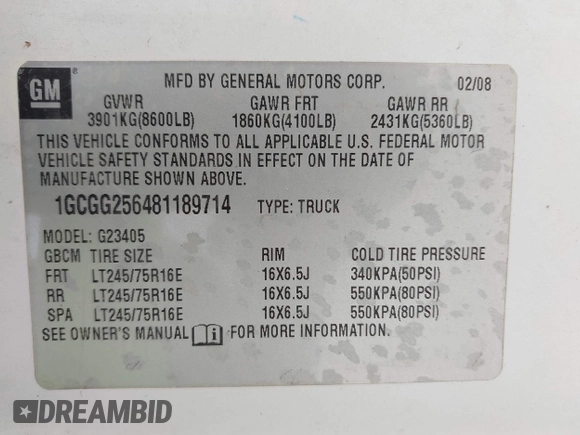 GM
MFD BY GENERAL MOTORS CORP. 02/08
GVWR GAWR FRT GAWR RR
3901KG(8600LB) 1860KG(4100LB) 2431KG(5360LB)
THIS VEHICLE CONFORMS TO ALL APPLICABLE U.S. FEDERAL MOTOR
VEHICLE SAFETY STANDARDS IN EFFECT ON THE DATE OF
MANUFACTURE SHOWN ABOVE.
1GCGG256481189714 TYPE: TRUCK
MODEL: G23405
GBCM TIRE SIZE RIM COLD TIRE PRESSURE
FRT LT245/75R16E 16X6.5J 340KPA(50PSI)
RR LT245/75R16E 16X6.5J 550KPA(80PSI)
SPA LT245/75R16E 16X6.5J 550KPA(80PSI)
SEE OWNER'S MANUAL FOR MORE INFORMATION
DREAMBID